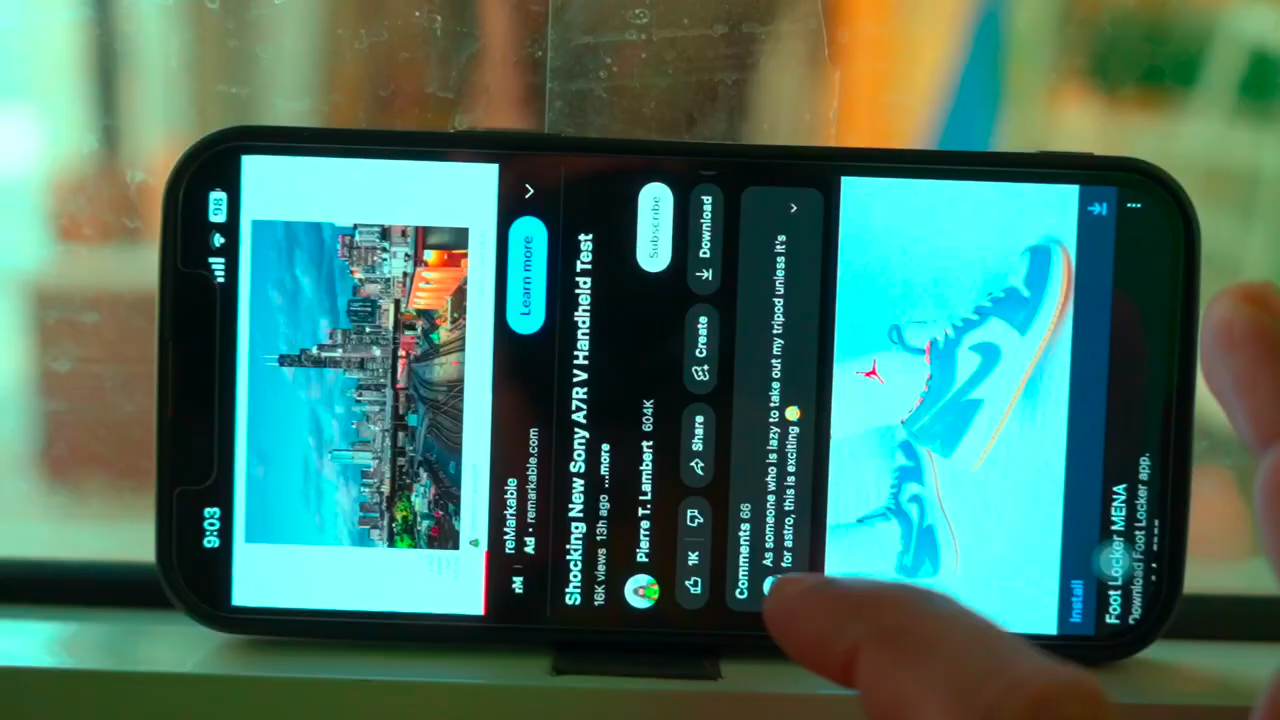 9:03
98
rM
reMarkable
Ad • remarkable.com
Learn more
Shocking New Sony A7R V Handheld Test
16K views 13h ago ...more
Pierre T. Lambert 604K
Subscribe
1K
Share
Create
Download
Comments 66
As someone who is lazy to take out my tripod unless it's
for astro, this is exciting 😄
Install
Foot Locker MENA
Download Foot Locker app.